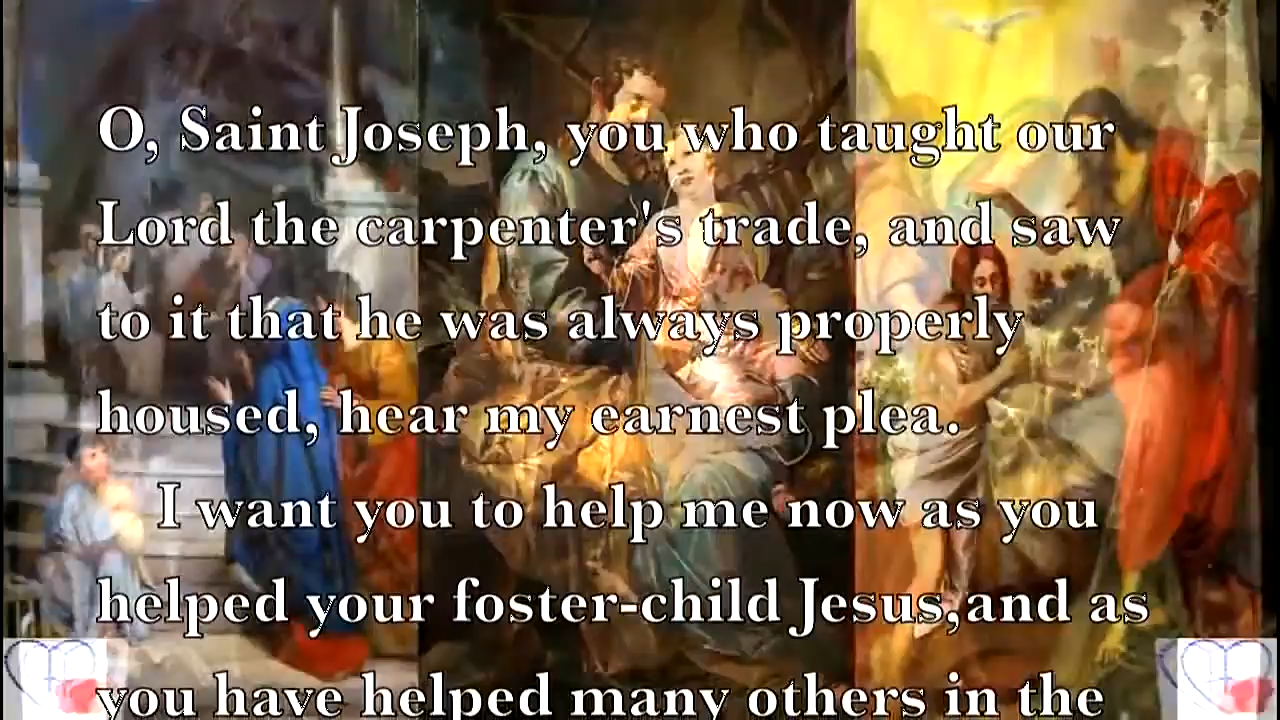 O, Saint Joseph, you who taught our
Lord the carpenter's trade, and saw
to it that he was always properly
housed, hear my earnest plea.
I want you to help me now as you
helped your foster-child Jesus,and as
you have helped many others in the